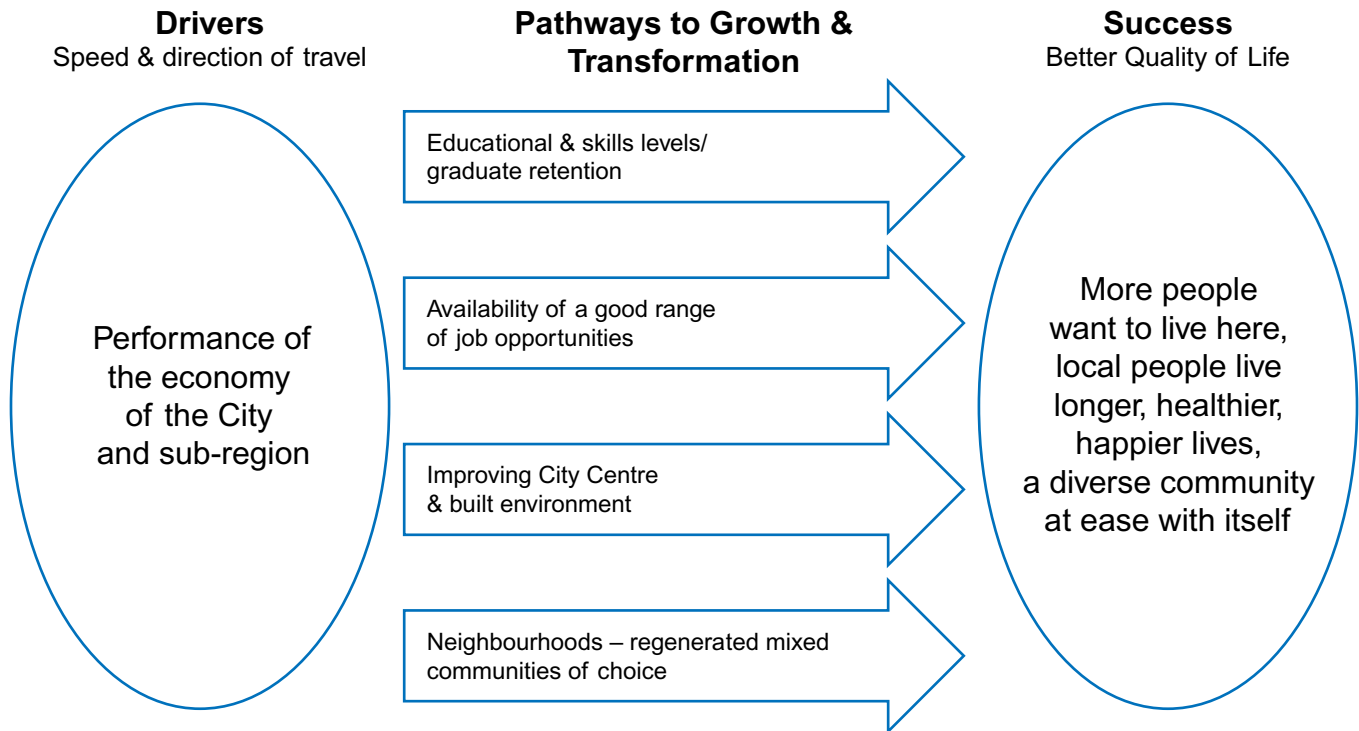 Drivers
Speed & direction of travel
Pathways to Growth &
Transformation
Success
Better Quality of Life
Performance of
the economy
of the City
and sub-region
Educational & skills levels/
graduate retention
Availability of a good range
of job opportunities
Improving City Centre
& built environment
Neighbourhoods – regenerated mixed
communities of choice
More people
want to live here,
local people live
longer, healthier,
happier lives,
a diverse community
at ease with itself